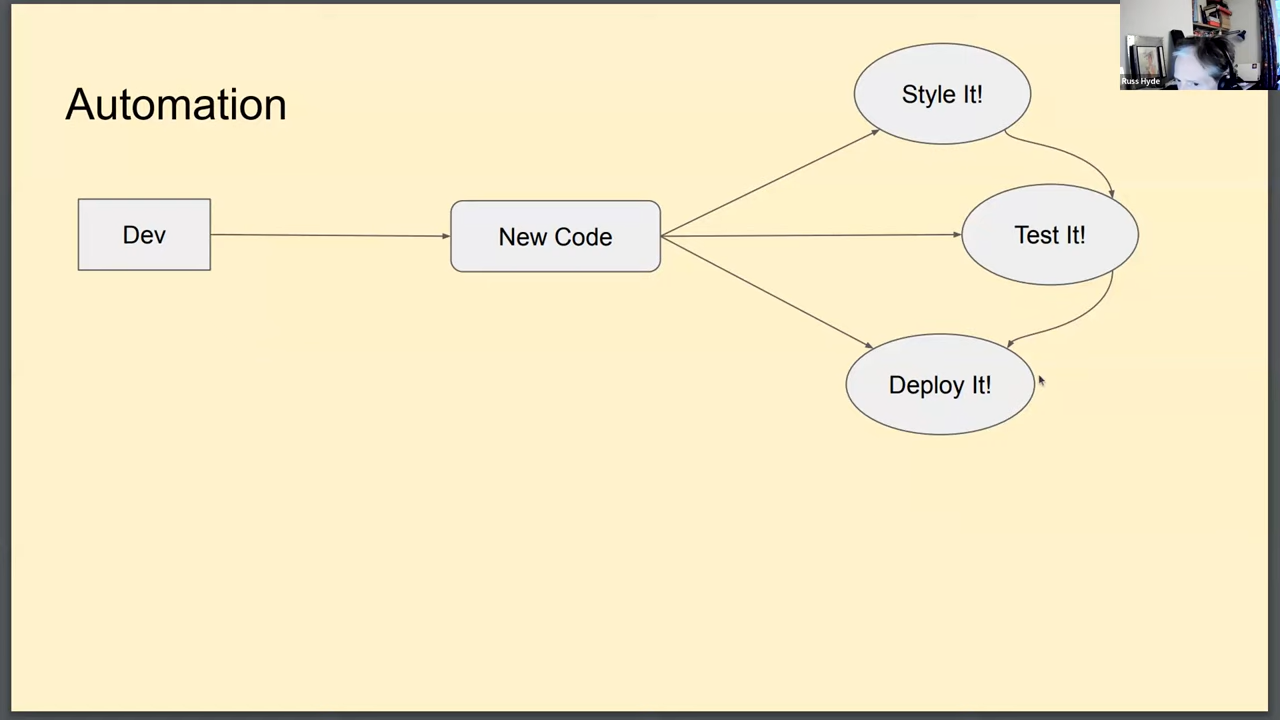 Automation
Style It!
Dev
New Code
Test It!
Deploy It!
Russ Hyde